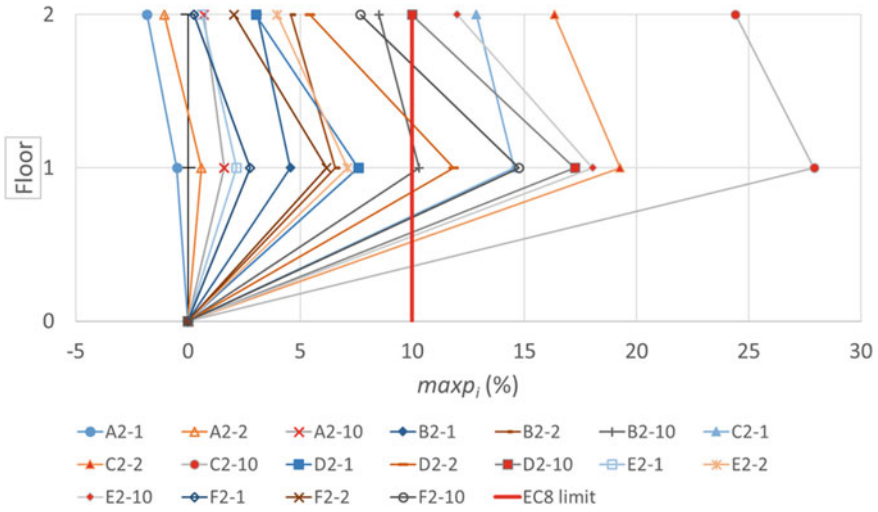 2
1
0
Floor
-5 0 5 10 15 20 25 30
maxpᵢ (%)
A2-1 A2-2 A2-10 B2-1 B2-2 B2-10 C2-1
C2-2 C2-10 D2-1 D2-2 D2-10 E2-1 E2-2
E2-10 F2-1 F2-2 F2-10 EC8 limit